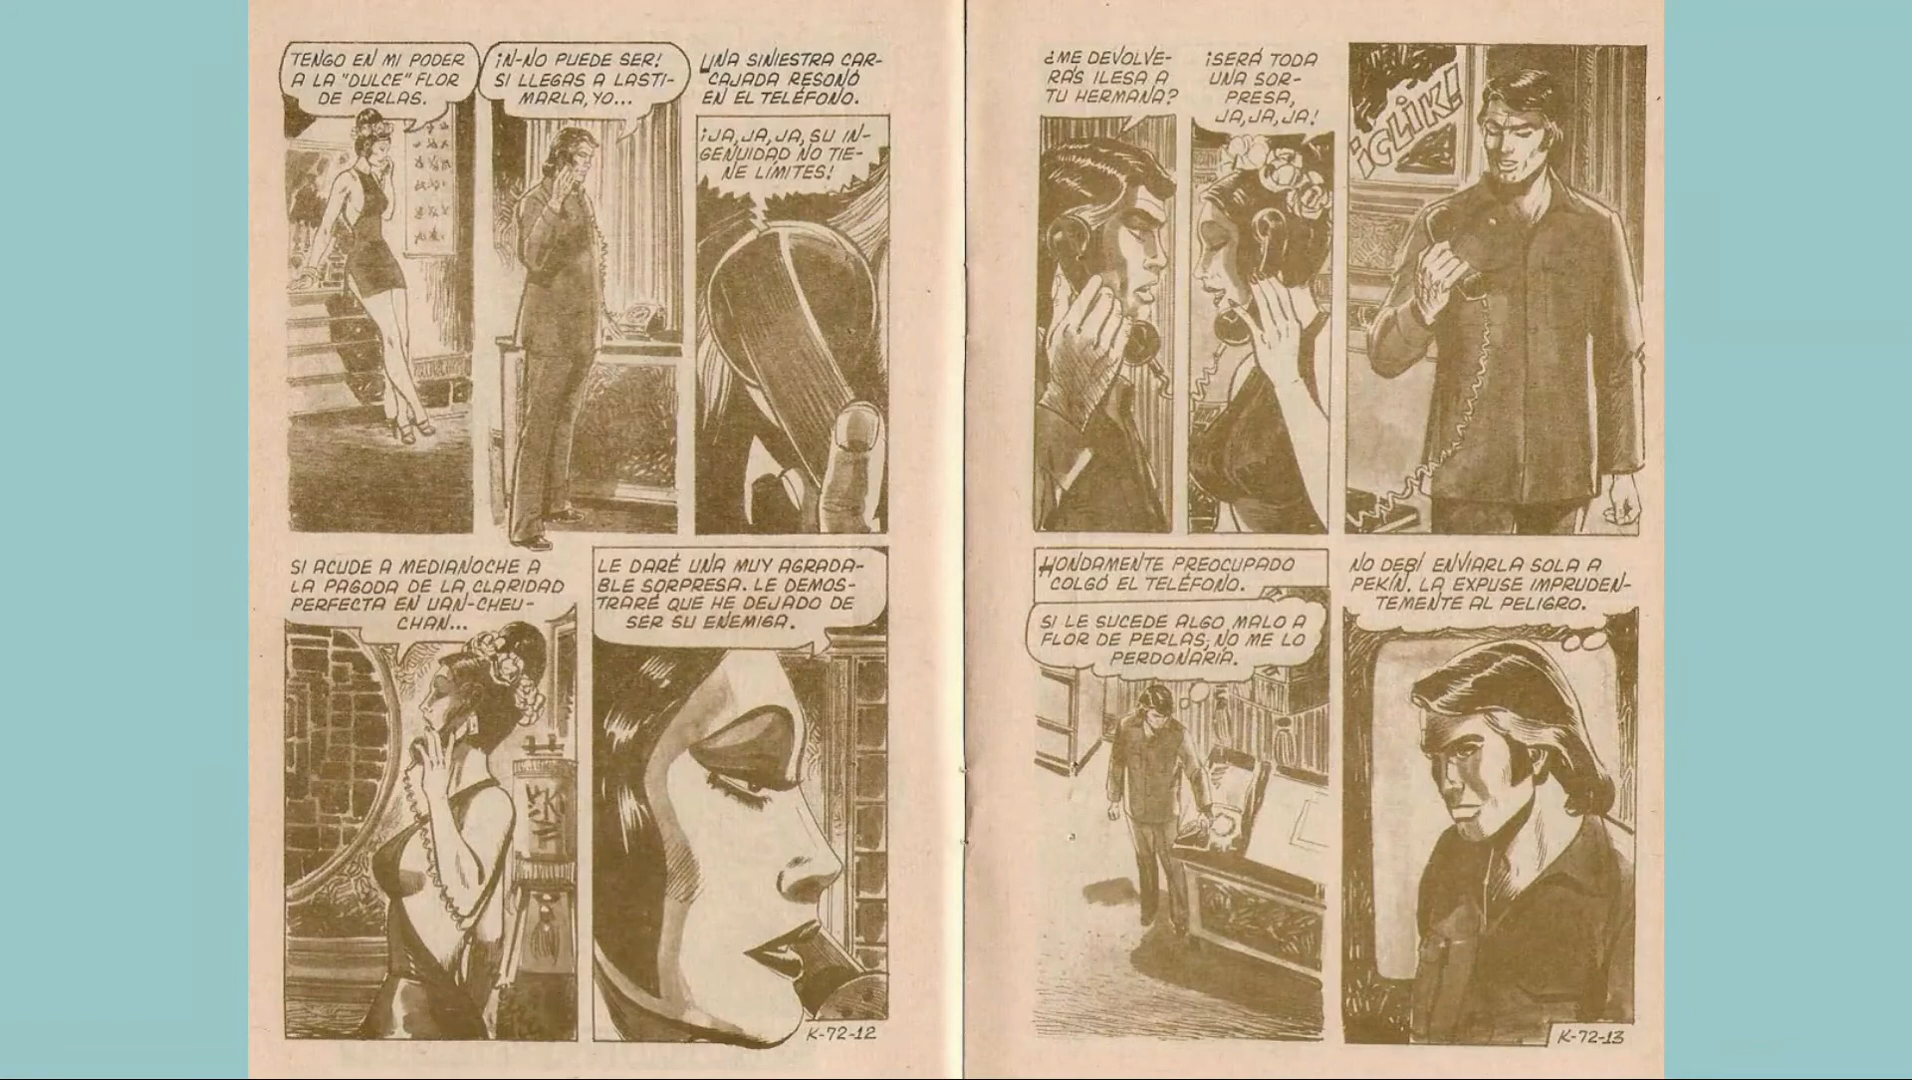 TENGO EN MI PODER
A LA "DULCE" FLOR
DE PERLAS.
¡N-NO PUEDE SER!
SI LLEGAS A LASTI-
MARLA, YO...
UNA SINIESTRA CAR-
CAJADA RESONÓ
EN EL TELÉFONO.
¡JA, JA, JA, SU IN-
GENUIDAD NO TIE-
NE LÍMITES!
SI ACUDE A MEDIANOCHE A
LA PAGODA DE LA CLARIDAD
PERFECTA EN UAN-CHEU-
CHAN...
LE DARÉ UNA MUY AGRADA-
BLE SORPRESA. LE DEMOS-
TRARÉ QUE HE DEJADO DE
SER SU ENEMIGA.
K-72-12
¿ME DEVOLVE-
RÁS ILESA A
TU HERMANA?
¡SERÁ TODA
UNA SOR-
PRESA,
JA, JA, JA!
¡CLIK!
HONDAMENTE PREOCUPADO
COLGÓ EL TELÉFONO.
SI LE SUCEDE ALGO MALO A
FLOR DE PERLAS, NO ME LO
PERDONARÍA.
NO DEBÍ ENVIARLA SOLA A
PEKÍN. LA EXPUSE IMPRUDEN-
TEMENTE AL PELIGRO.
K-72-13